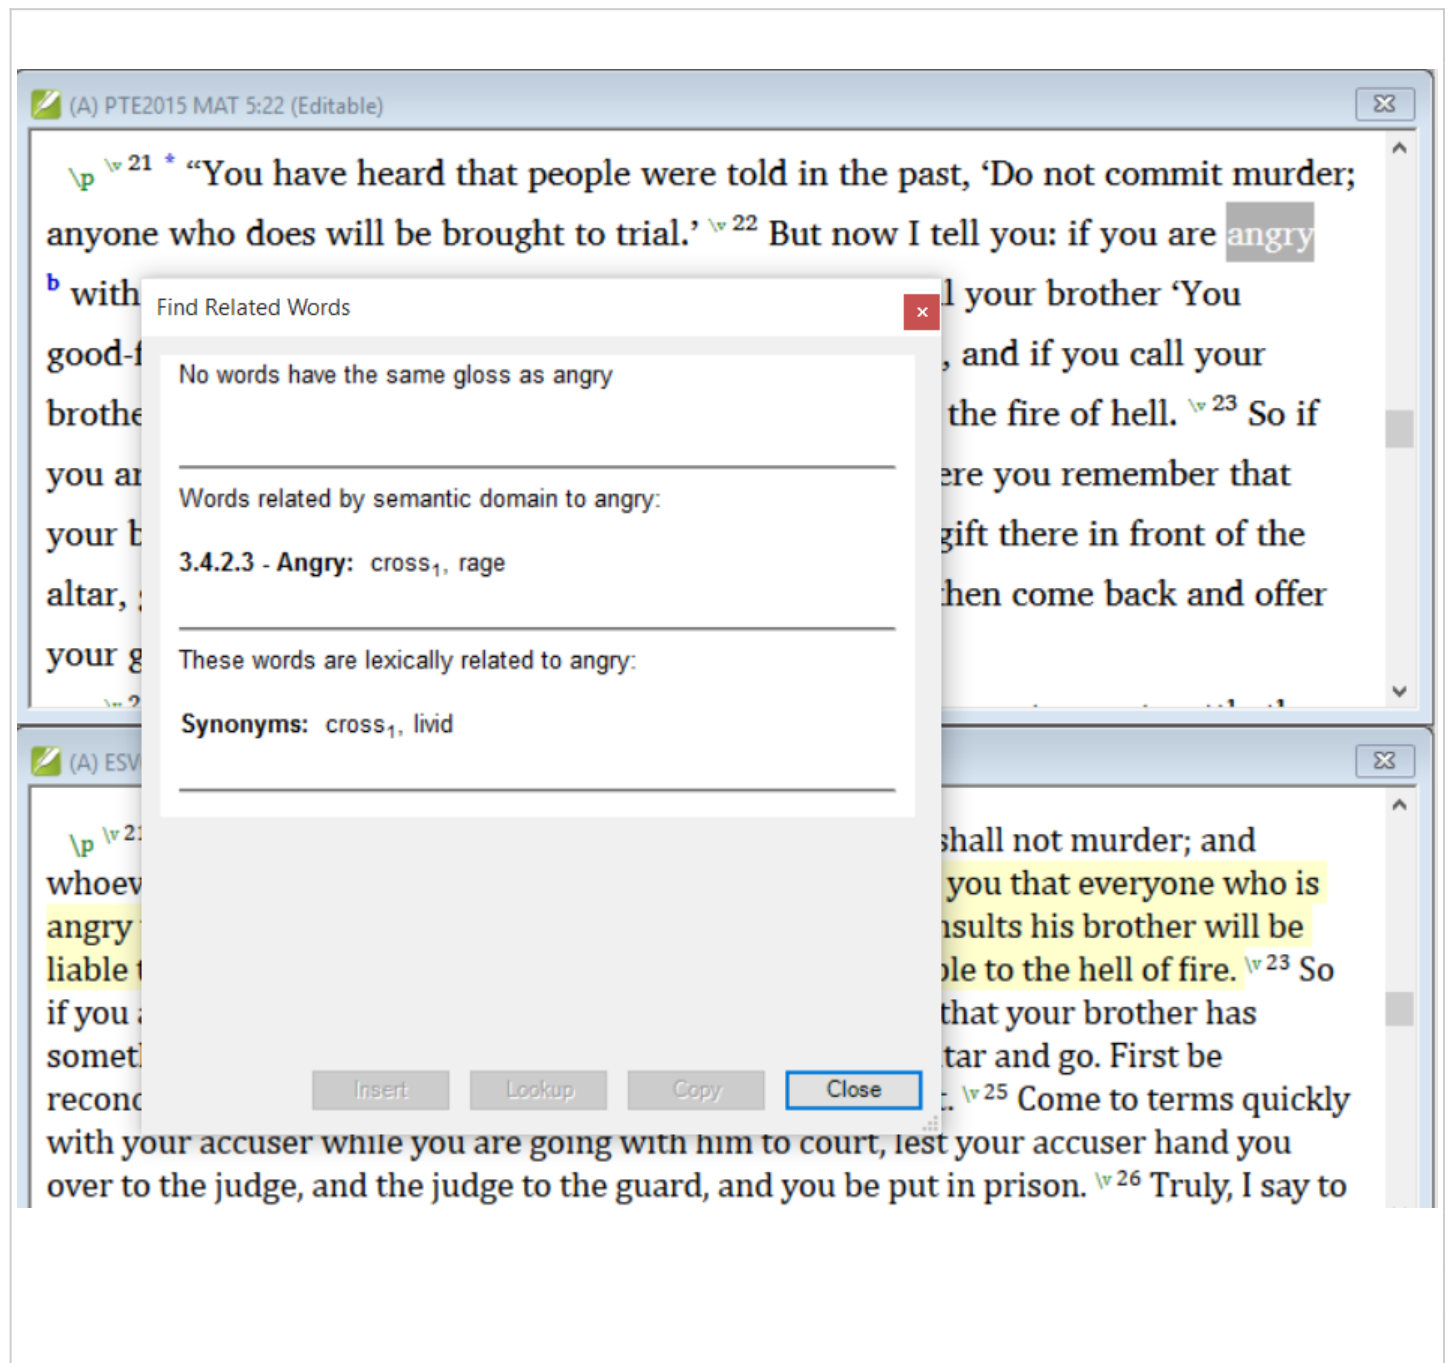 (A) PTE2015 MAT 5:22 (Editable)
\p \v 21 * “You have heard that people were told in the past, ‘Do not commit murder;
anyone who does will be brought to trial.’ \v 22 But now I tell you: if you are angry
b with your brother ‘You
good-f , and if you call your
brothe the fire of hell. \v 23 So if
you ar ere you remember that
your b gift there in front of the
altar, then come back and offer
your g
Find Related Words
No words have the same gloss as angry
Words related by semantic domain to angry:
3.4.2.3 - Angry: cross1, rage
These words are lexically related to angry:
Synonyms: cross1, livid
Insert Lookup Copy Close
(A) ESV
\p \v 21 shall not murder; and
whoev you that everyone who is
angry nsults his brother will be
liable t ble to the hell of fire. \v 23 So
if you that your brother has
somet tar and go. First be
recond . \v 25 Come to terms quickly
with your accuser while you are going with him to court, lest your accuser hand you
over to the judge, and the judge to the guard, and you be put in prison. \v 26 Truly, I say to